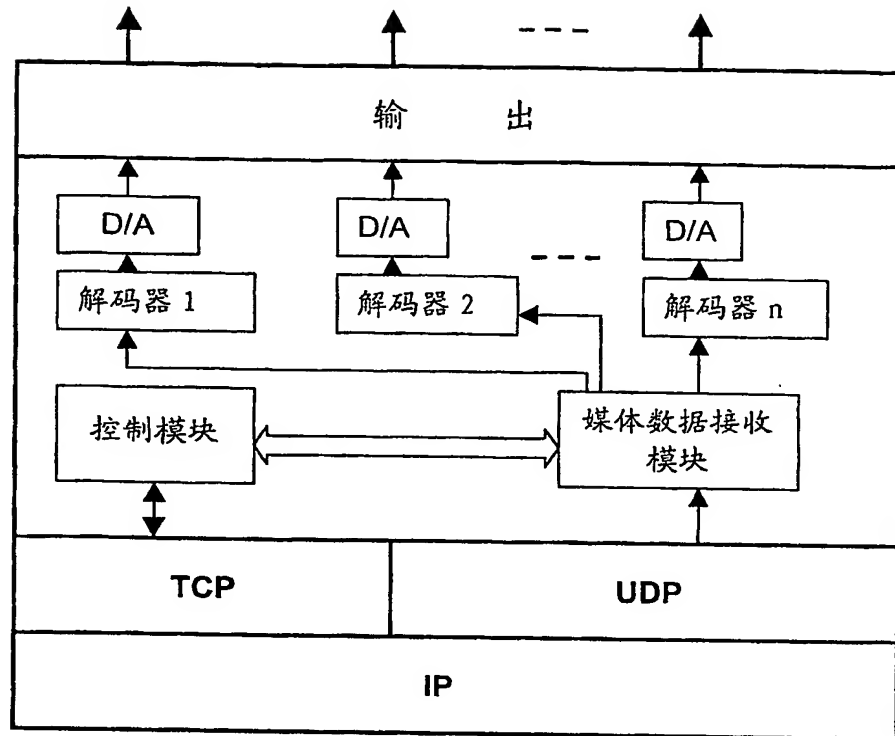 输 出
D/A
D/A
D/A
解码器 1
解码器 2
解码器 n
控制模块
媒体数据接收
模块
TCP
UDP
IP